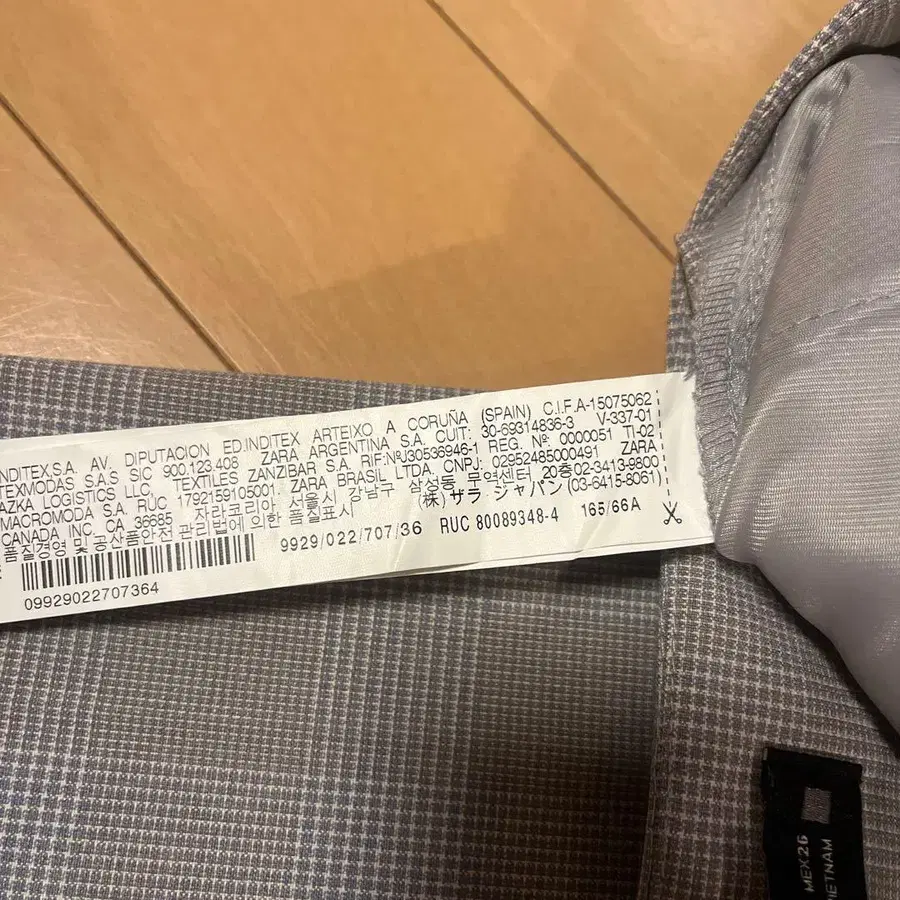 INDITEX.S.A. AV. DIPUTACION ED.INDITEX ARTEIXO A CORUÑA (SPAIN) C.I.F.A-15075062
TEXMODAS S.A.S SIC 900.123.408 ZARA ARGENTINA S.A. CUIT: 30-69314836-3 V-337-01
AZKA LOGISTICS LLC, TEXTILES ZANZIBAR S.A. RIF:NºJ30536946-1 REG. Nº: 0000051 TI-02
MACROMODA S.A. RUC 1792159105001. ZARA BRASIL LTDA. CNPJ: 02952485000491 ZARA
CANADA, INC. CA 36685 자라코리아 서울시 강남구 삼성동 무역센터 20층02-3413-9800
품질경영 및 공산품안전 관리법에 의한 품질표시 (株) ザラ・ジャパン (03-6415-8061)
9929/022/707/36 RUC 80089348-4 165/66A
09929022707364
MEX26
VIETNAM